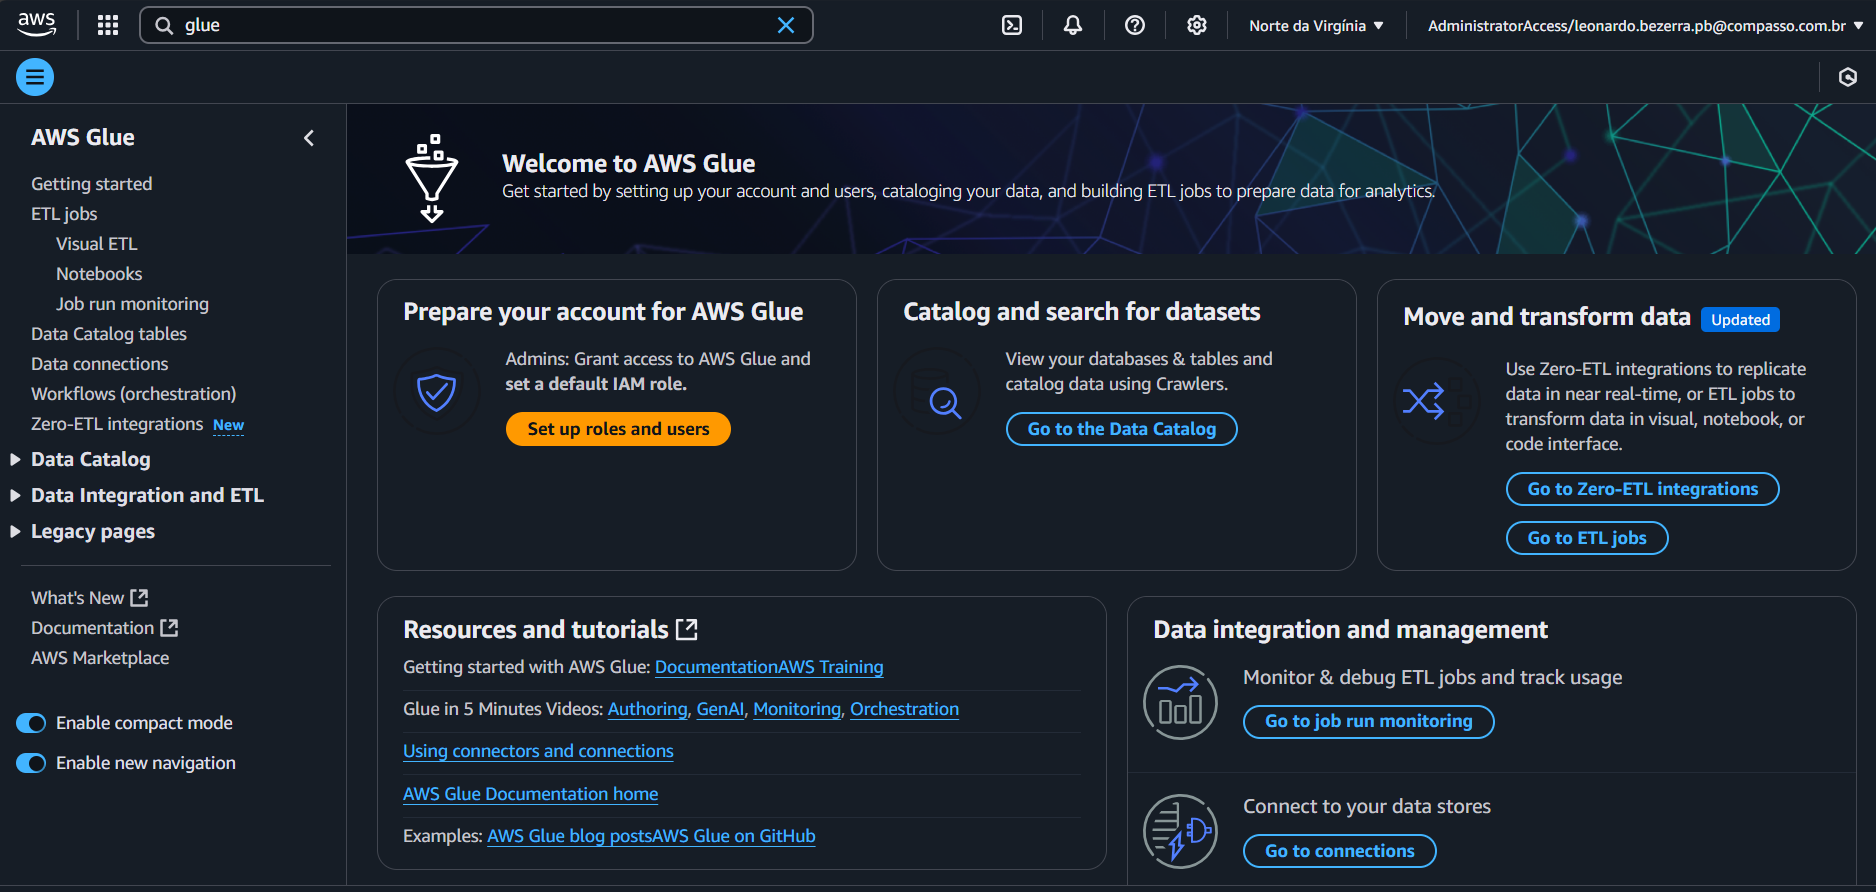 aws
glue
Norte da Virgínia
AdministratorAccess/leonardo.bezerra.pb@compasso.com.br
AWS Glue
Getting started
ETL jobs
Visual ETL
Notebooks
Job run monitoring
Data Catalog tables
Data connections
Workflows (orchestration)
Zero-ETL integrations New
Data Catalog
Data Integration and ETL
Legacy pages
What's New
Documentation
AWS Marketplace
Enable compact mode
Enable new navigation
Welcome to AWS Glue
Get started by setting up your account and users, cataloging your data, and building ETL jobs to prepare data for analytics.
Prepare your account for AWS Glue
Admins: Grant access to AWS Glue and
set a default IAM role.
Set up roles and users
Catalog and search for datasets
View your databases & tables and
catalog data using Crawlers.
Go to the Data Catalog
Move and transform data Updated
Use Zero-ETL integrations to replicate
data in near real-time, or ETL jobs to
transform data in visual, notebook, or
code interface.
Go to Zero-ETL integrations
Go to ETL jobs
Resources and tutorials
Getting started with AWS Glue: DocumentationAWS Training
Glue in 5 Minutes Videos: Authoring, GenAI, Monitoring, Orchestration
Using connectors and connections
AWS Glue Documentation home
Examples: AWS Glue blog postsAWS Glue on GitHub
Data integration and management
Monitor & debug ETL jobs and track usage
Go to job run monitoring
Connect to your data stores
Go to connections